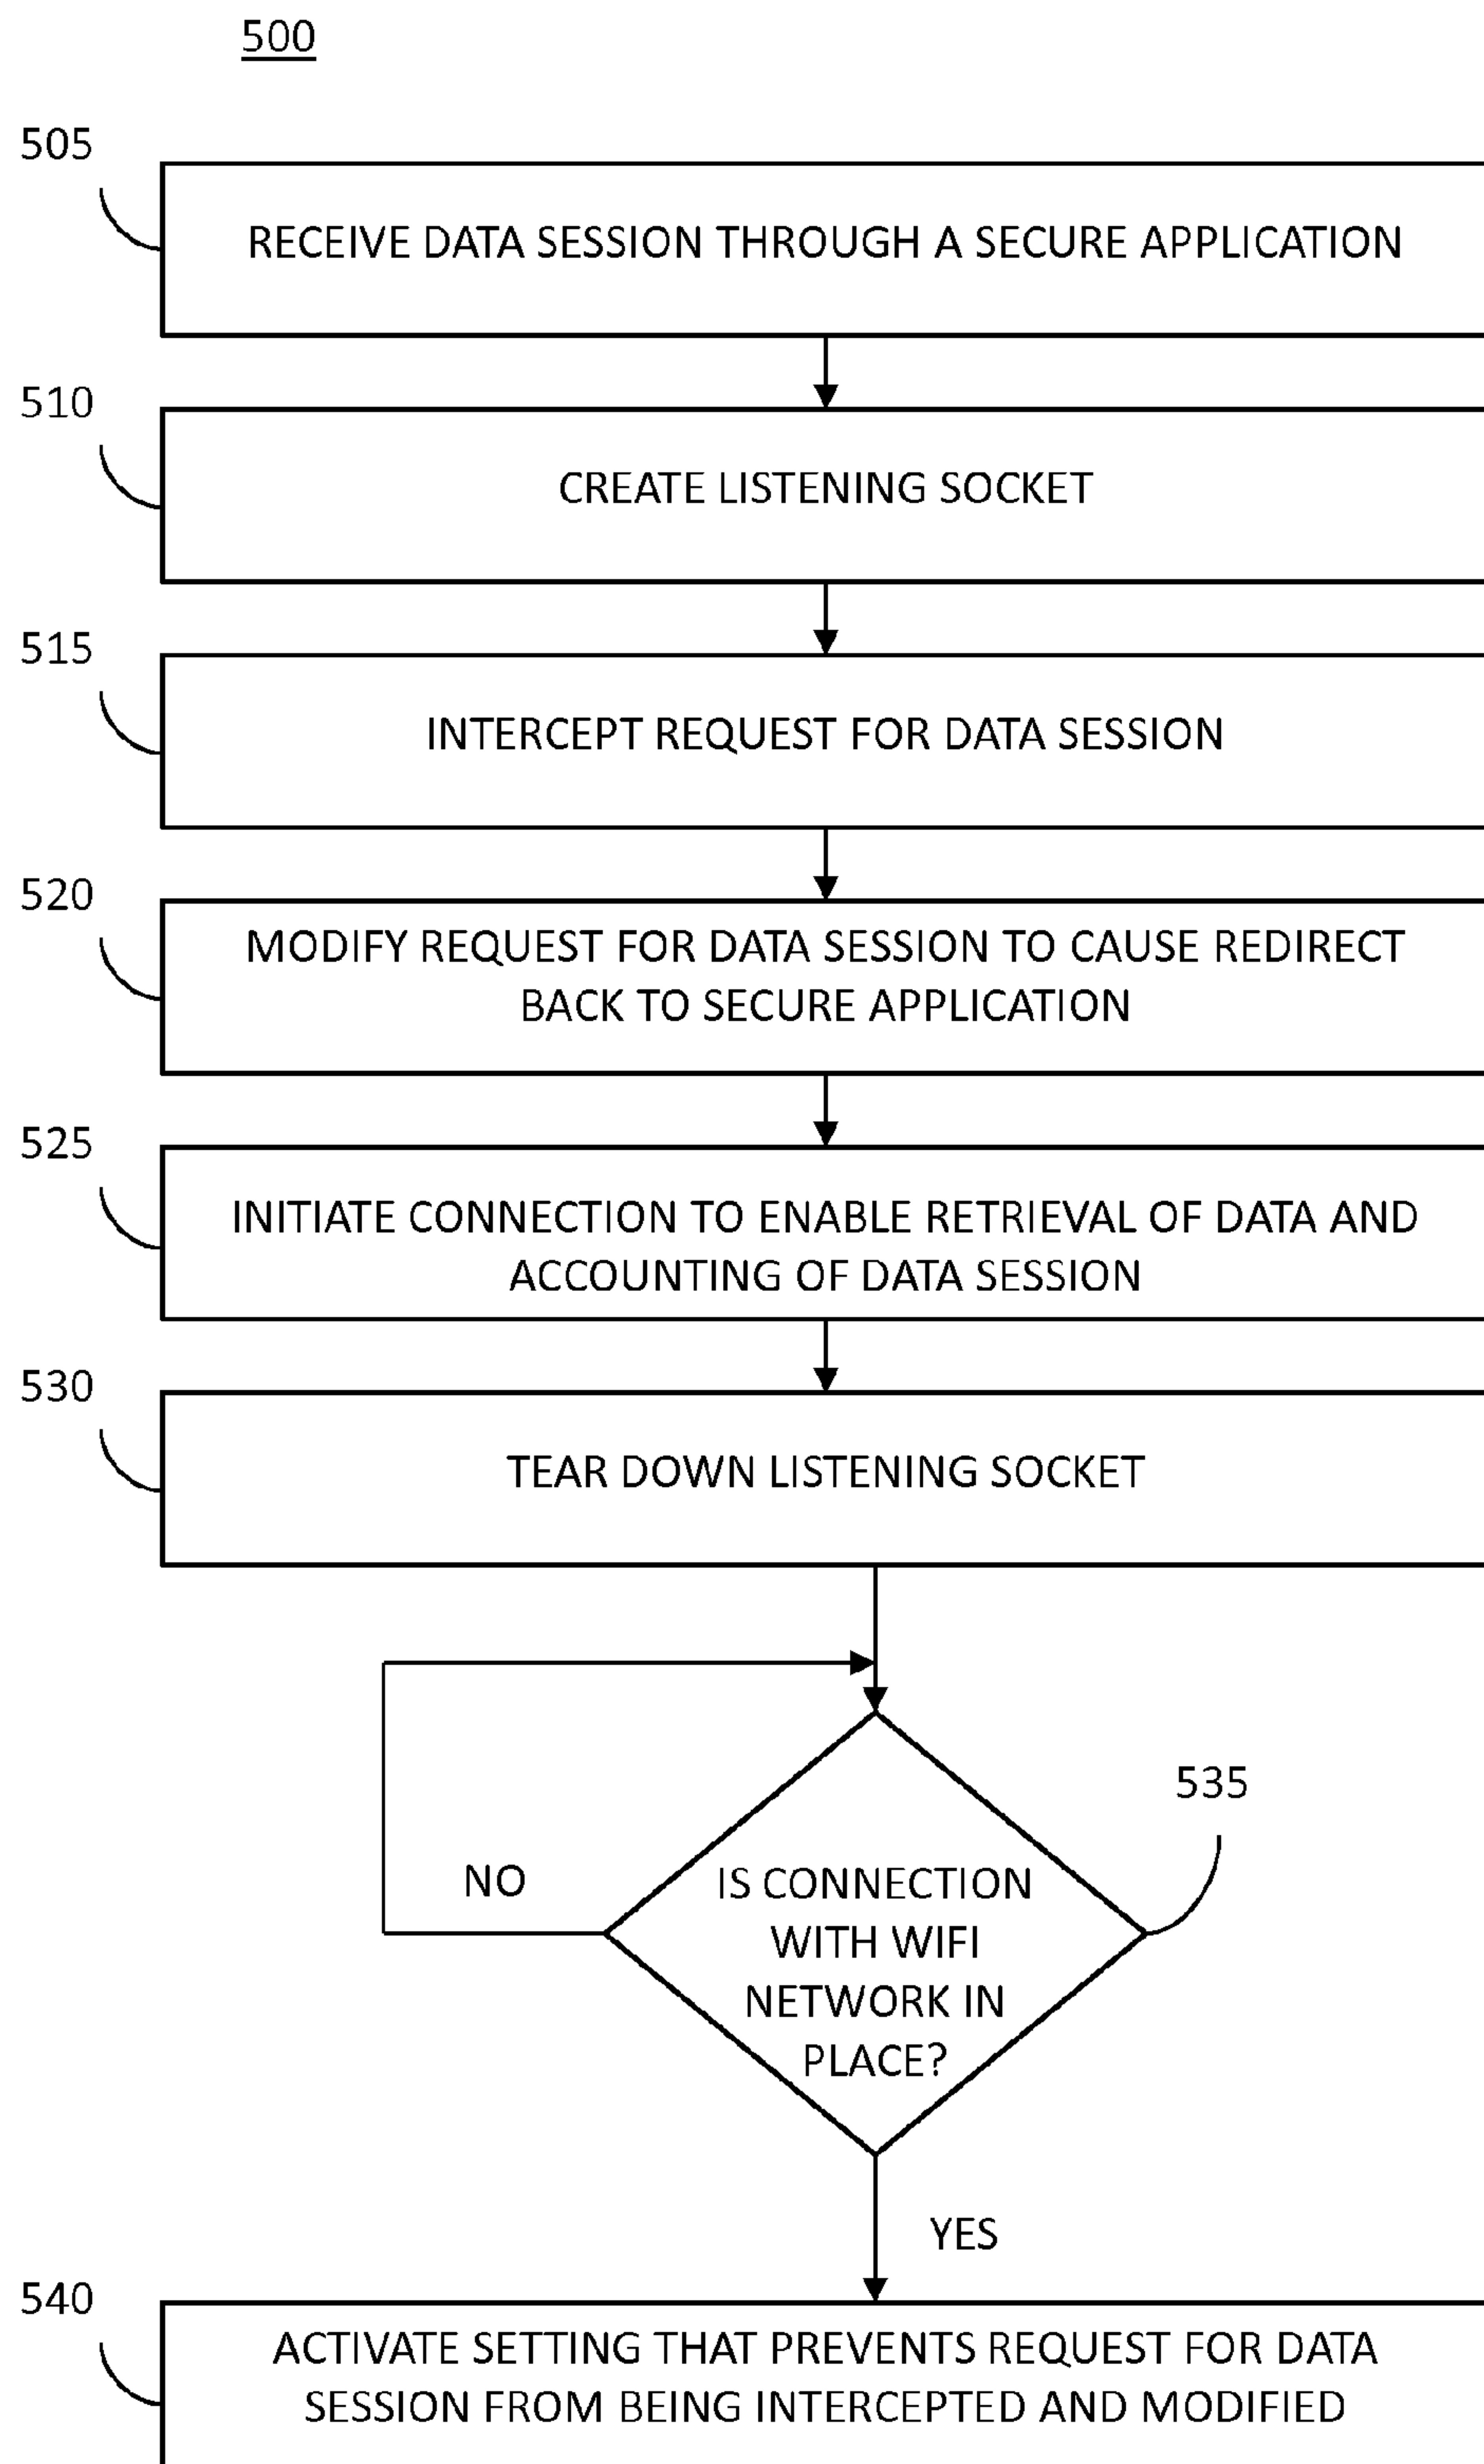 500
505
RECEIVE DATA SESSION THROUGH A SECURE APPLICATION
510
CREATE LISTENING SOCKET
515
INTERCEPT REQUEST FOR DATA SESSION
520
MODIFY REQUEST FOR DATA SESSION TO CAUSE REDIRECT
BACK TO SECURE APPLICATION
525
INITIATE CONNECTION TO ENABLE RETRIEVAL OF DATA AND
ACCOUNTING OF DATA SESSION
530
TEAR DOWN LISTENING SOCKET
535
NO
IS CONNECTION
WITH WIFI
NETWORK IN
PLACE?
YES
540
ACTIVATE SETTING THAT PREVENTS REQUEST FOR DATA
SESSION FROM BEING INTERCEPTED AND MODIFIED